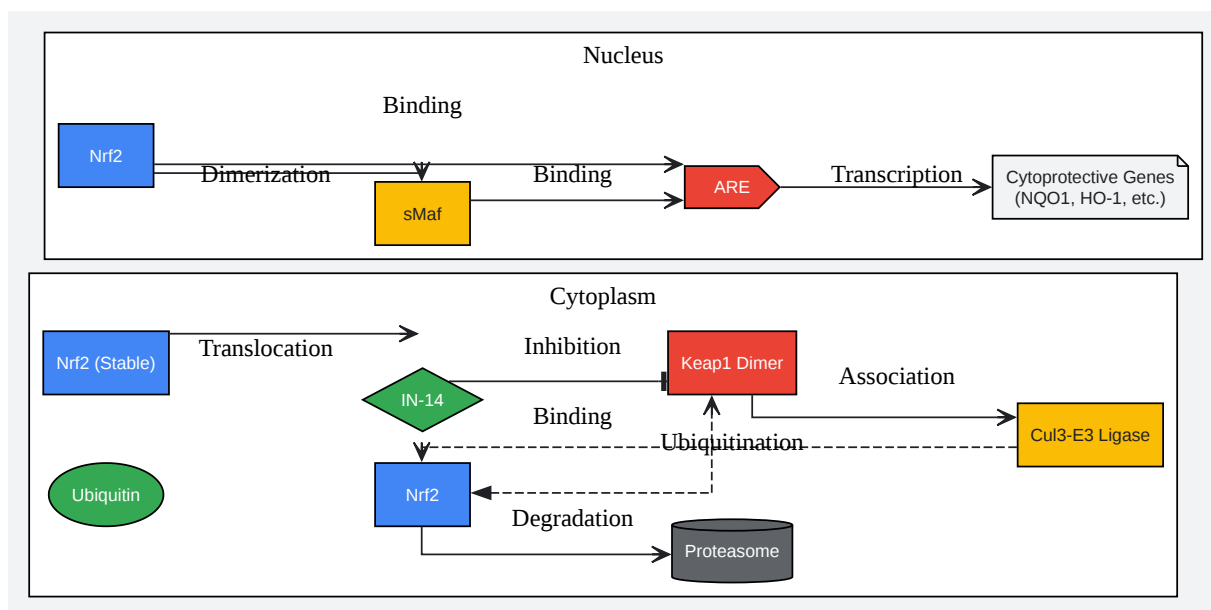 Nucleus
Binding
Nrf2
Dimerization
Binding
ARE
Transcription
Cytoprotective Genes
(NQO1, HO-1, etc.)
sMaf
Cytoplasm
Nrf2 (Stable)
Translocation
Inhibition
Keap1 Dimer
Association
IN-14
Binding
Ubiquitination
Cul3-E3 Ligase
Ubiquitin
Nrf2
Degradation
Proteasome